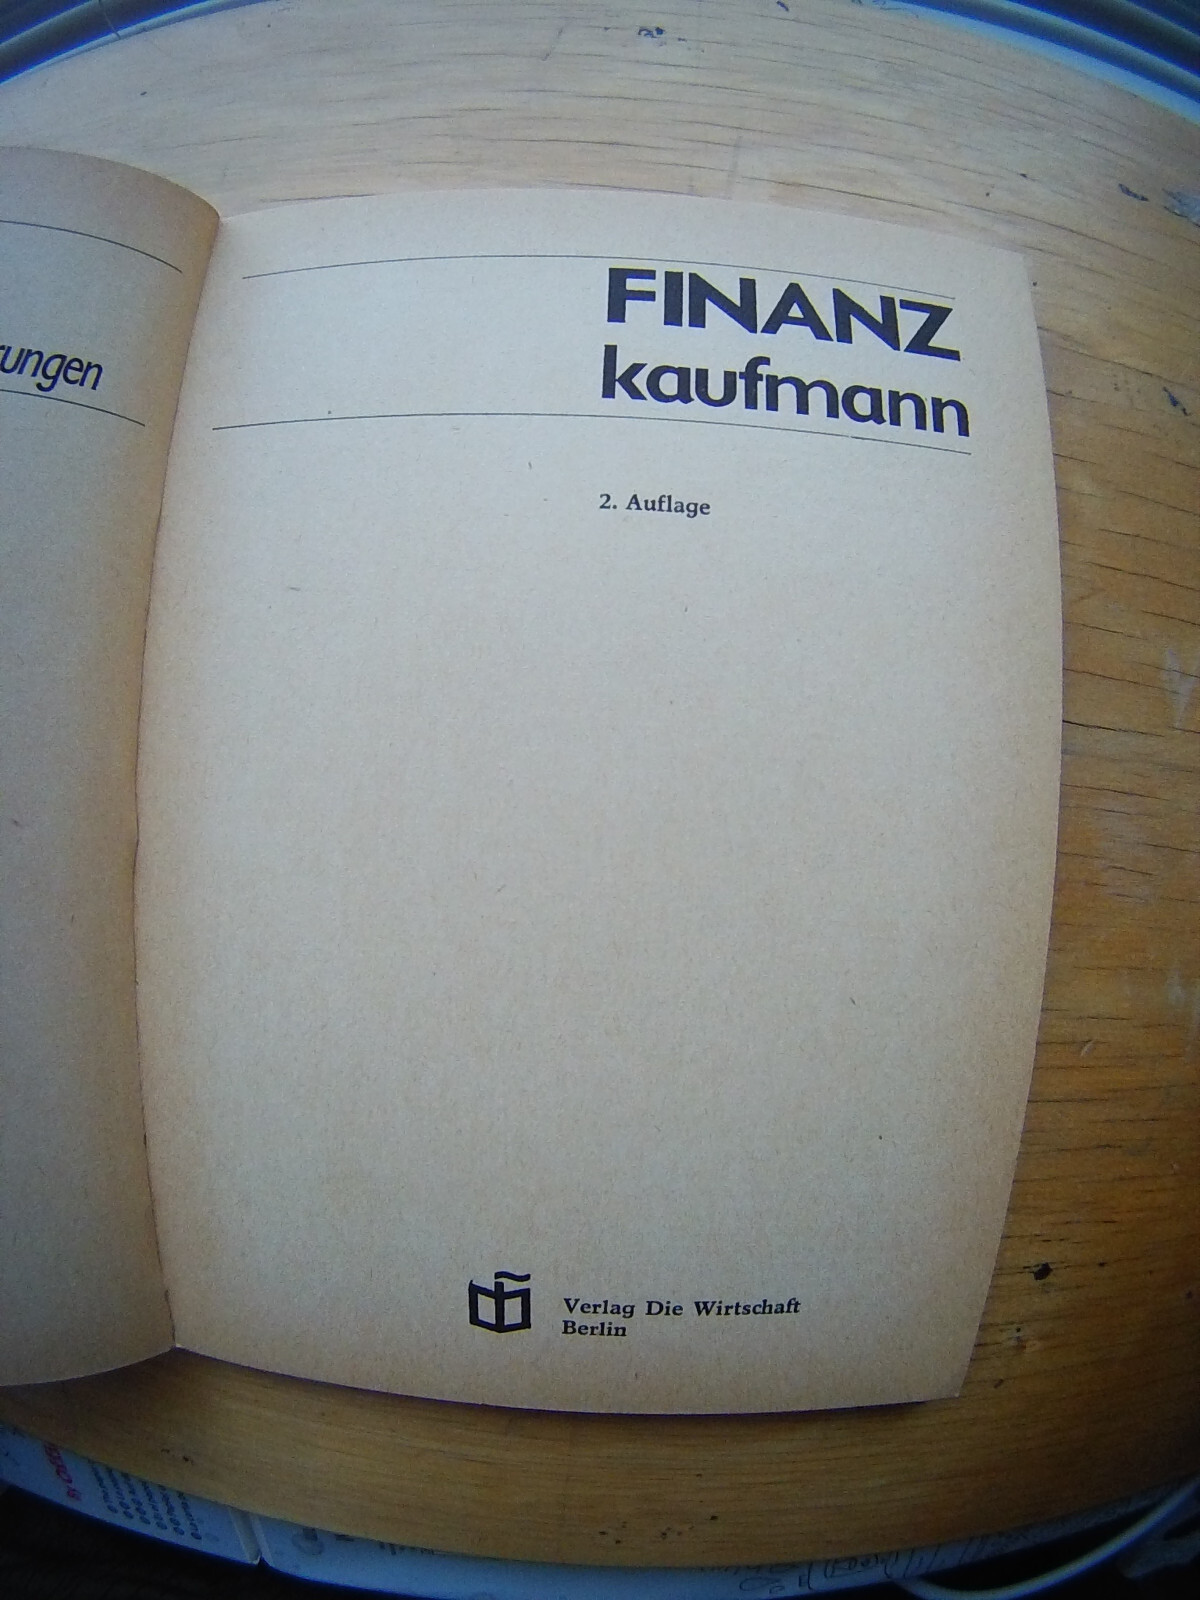 rungen
FINANZ
kaufmann
2. Auflage
Verlag Die Wirtschaft
Berlin